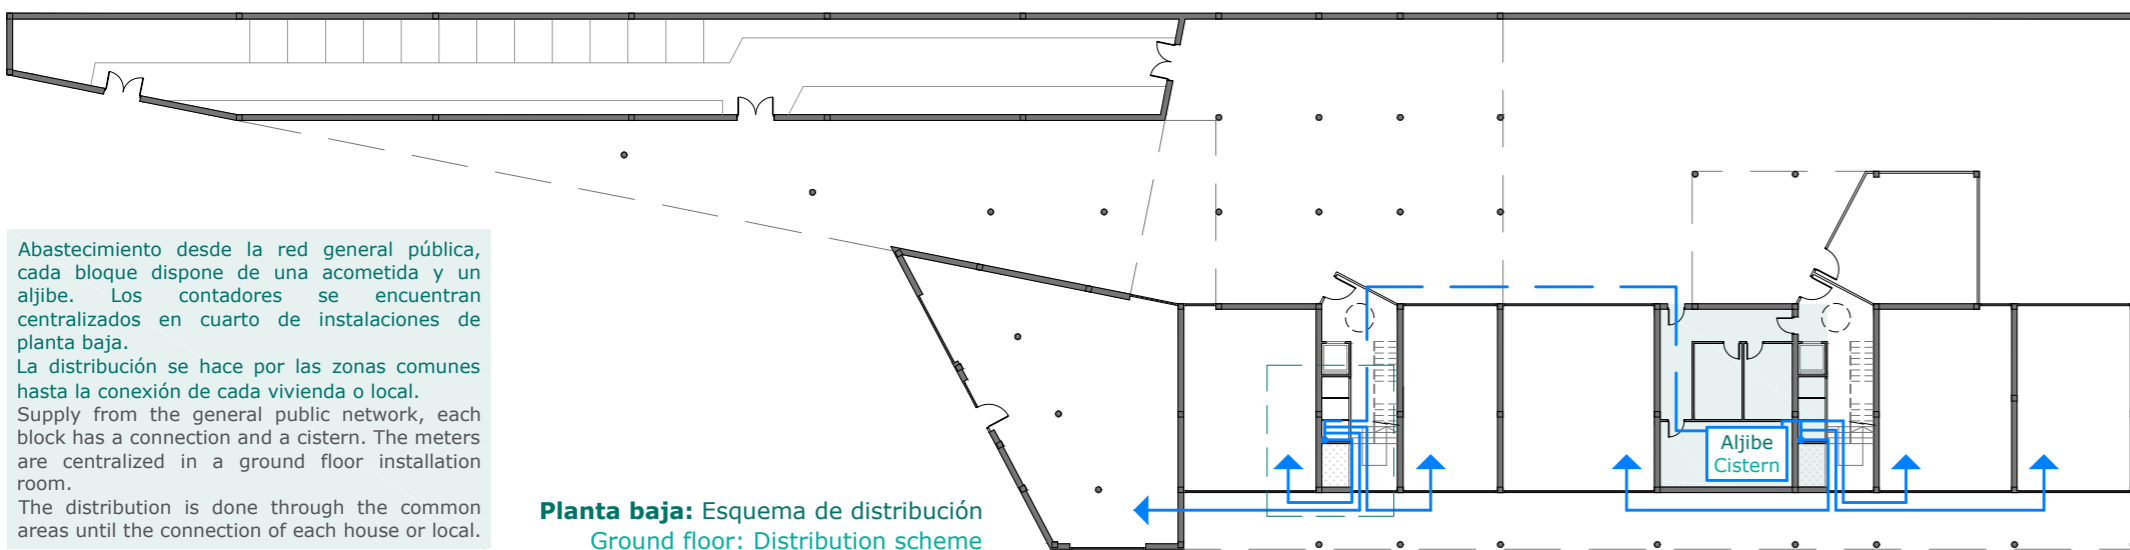 Abastecimiento desde la red general pública,
cada bloque dispone de una acometida y un
aljibe. Los contadores se encuentran
centralizados en cuarto de instalaciones de
planta baja.
La distribución se hace por las zonas comunes
hasta la conexión de cada vivienda o local.
Supply from the general public network, each
block has a connection and a cistern. The meters
are centralized in a ground floor installation
room.
The distribution is done through the common
areas until the connection of each house or local.
Planta baja: Esquema de distribución
Ground floor: Distribution scheme
Aljibe
Cistern